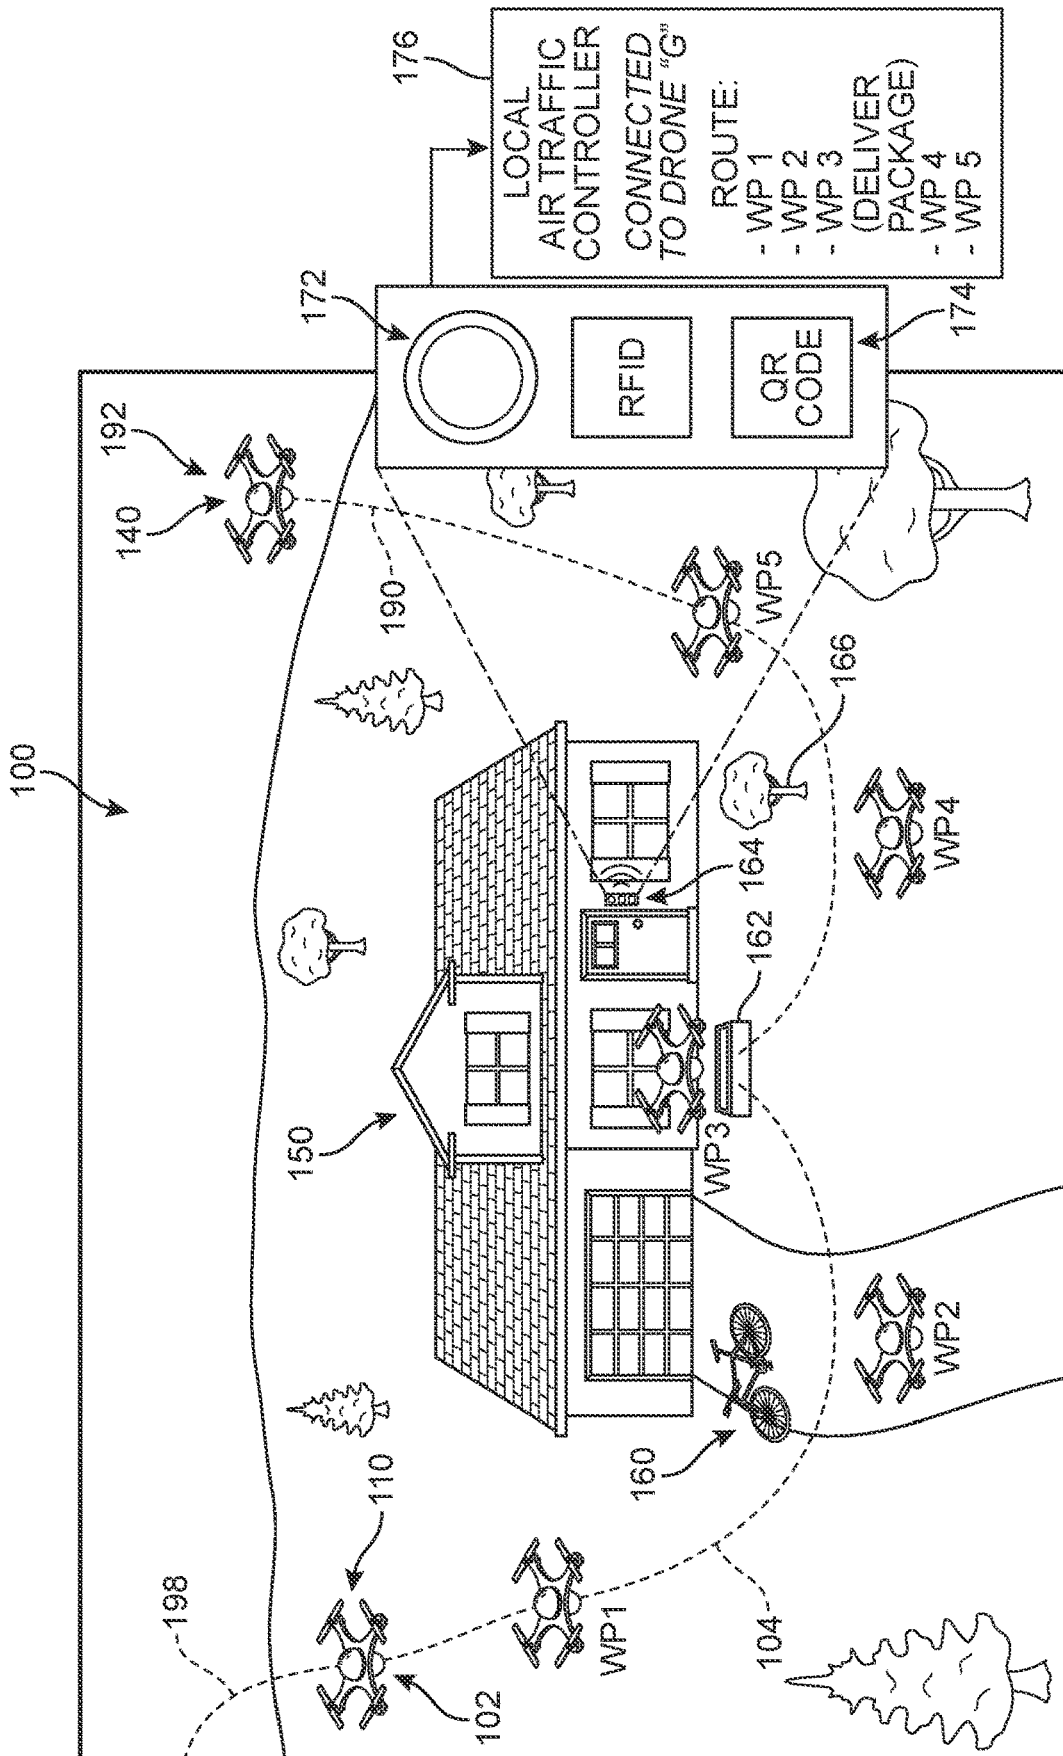 100
198
110
102
WP1
104
160
WP2
150
WP3
162
164
166
WP4
WP5
190
140
192
172
RFID
QR
CODE
174
176
LOCAL
AIR TRAFFIC
CONTROLLER
CONNECTED
TO DRONE "G"
ROUTE:
- WP 1
- WP 2
- WP 3
(DELIVER
PACKAGE)
- WP 4
- WP 5